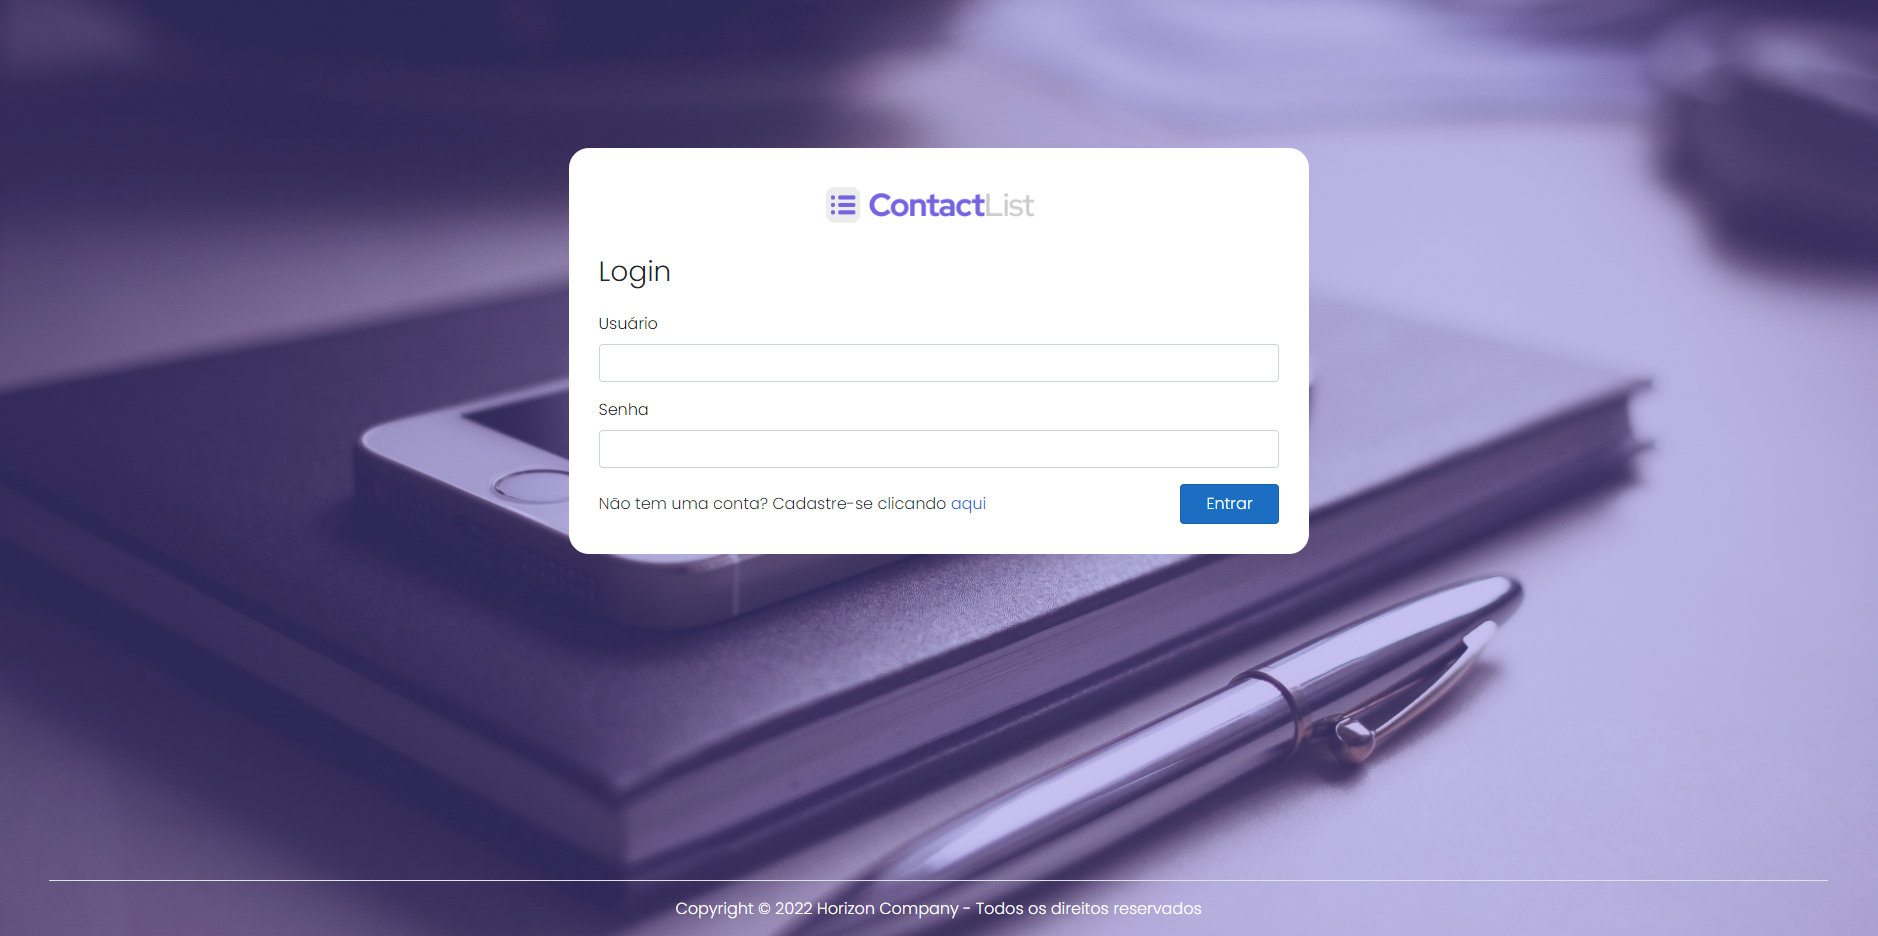 ContactList
Login
Usuário
Senha
Não tem uma conta? Cadastre-se clicando aqui
Entrar
Copyright © 2022 Horizon Company - Todos os direitos reservados